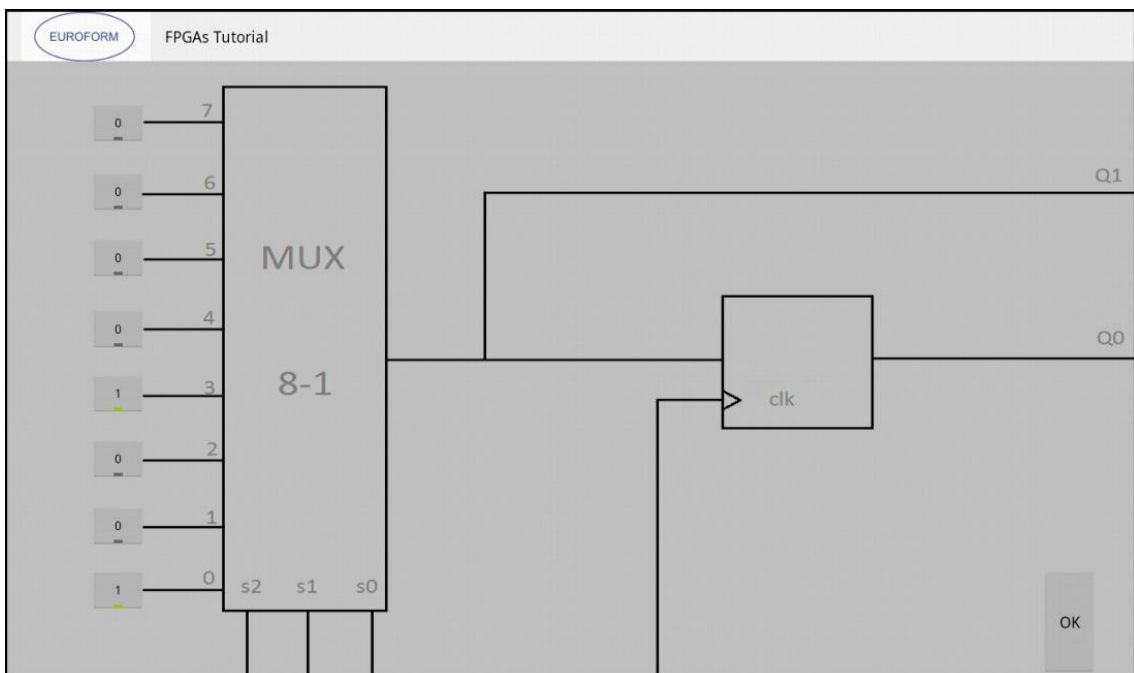 EUROFORM FPGAs Tutorial
0 7
Q1
0 6
0 5
MUX
0 4
Q0
1 3
8-1
clk
0 2
0 1
1 0
s2 s1 s0
OK